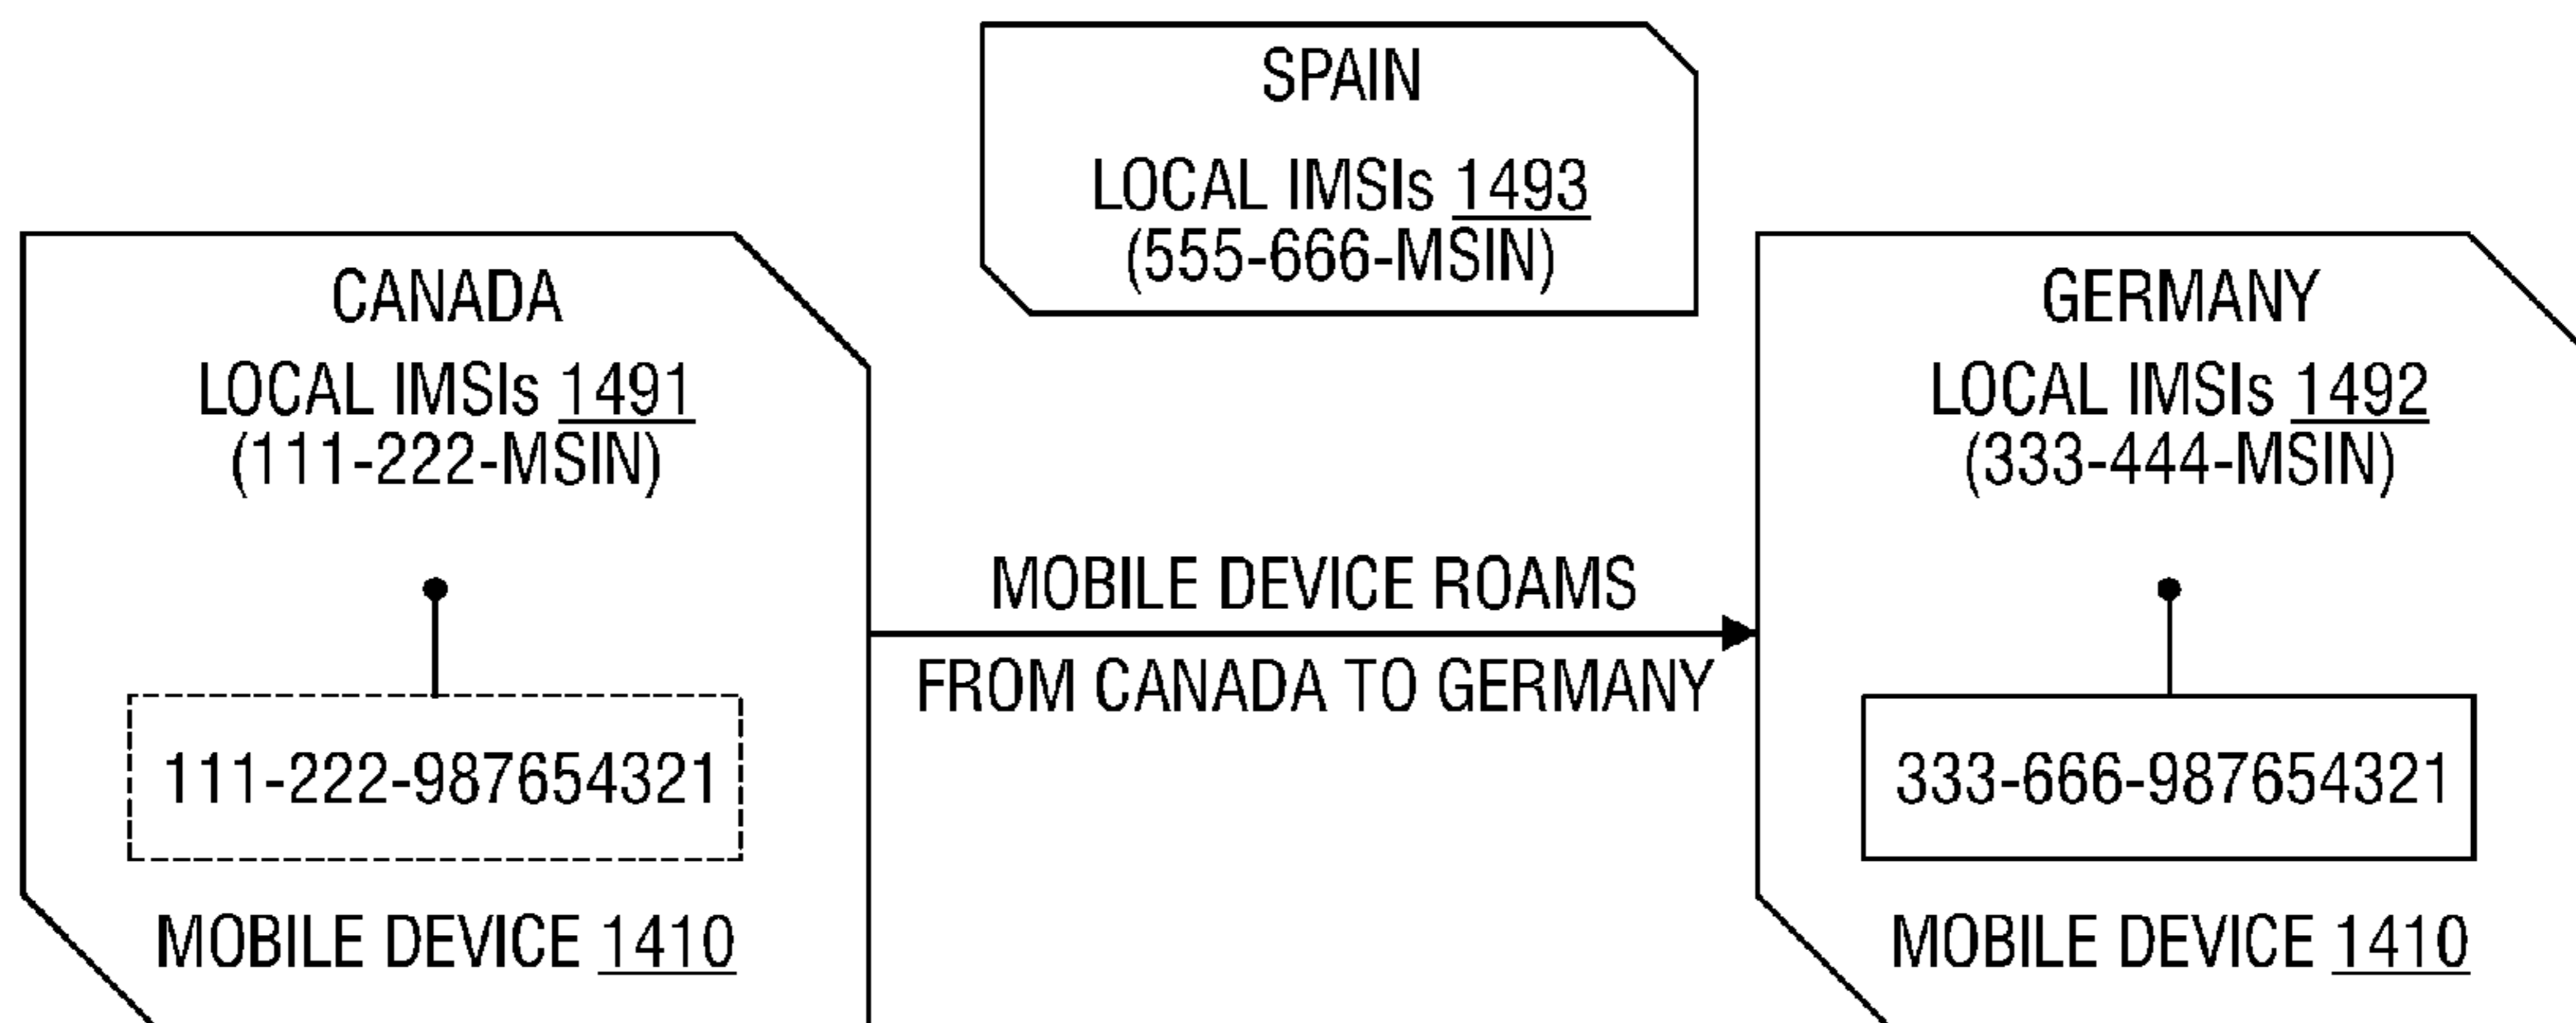 SPAIN
LOCAL IMSIs 1493
(555-666-MSIN)
CANADA
LOCAL IMSIs 1491
(111-222-MSIN)
111-222-987654321
MOBILE DEVICE 1410
MOBILE DEVICE ROAMS
FROM CANADA TO GERMANY
GERMANY
LOCAL IMSIs 1492
(333-444-MSIN)
333-666-987654321
MOBILE DEVICE 1410